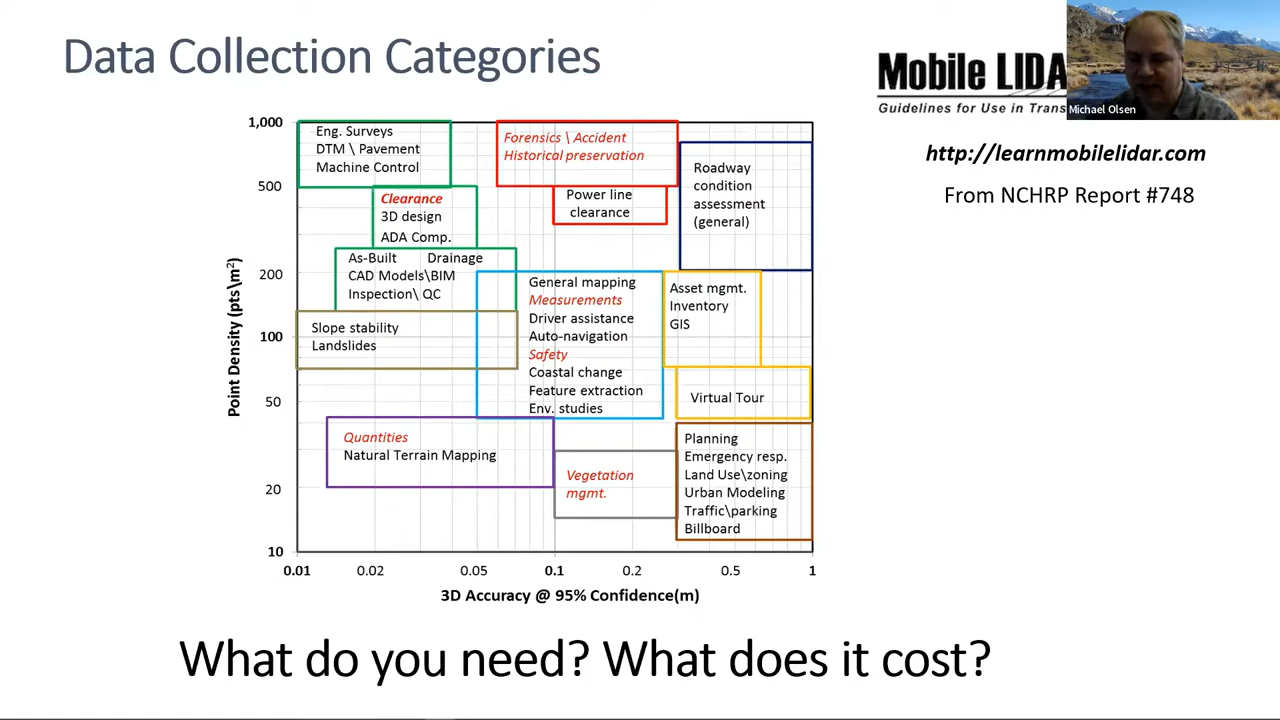 Data Collection Categories
Mobile LIDA
Guidelines for Use in Trans
Michael Olsen
http://learnmobilelidar.com
From NCHRP Report #748
1,000
500
200
100
50
20
10
Point Density (pts\m²)
Eng. Surveys
DTM \ Pavement
Machine Control
Clearance
3D design
ADA Comp.
As-Built Drainage
CAD Models\BIM
Inspection\ QC
Slope stability
Landslides
Quantities
Natural Terrain Mapping
Forensics \ Accident
Historical preservation
Power line
clearance
General mapping
Measurements
Driver assistance
Auto-navigation
Safety
Coastal change
Feature extraction
Env. studies
Vegetation
mgmt.
Roadway
condition
assessment
(general)
Asset mgmt.
Inventory
GIS
Virtual Tour
Planning
Emergency resp.
Land Use\zoning
Urban Modeling
Traffic\parking
Billboard
0.01 0.02 0.05 0.1 0.2 0.5 1
3D Accuracy @ 95% Confidence(m)
What do you need? What does it cost?